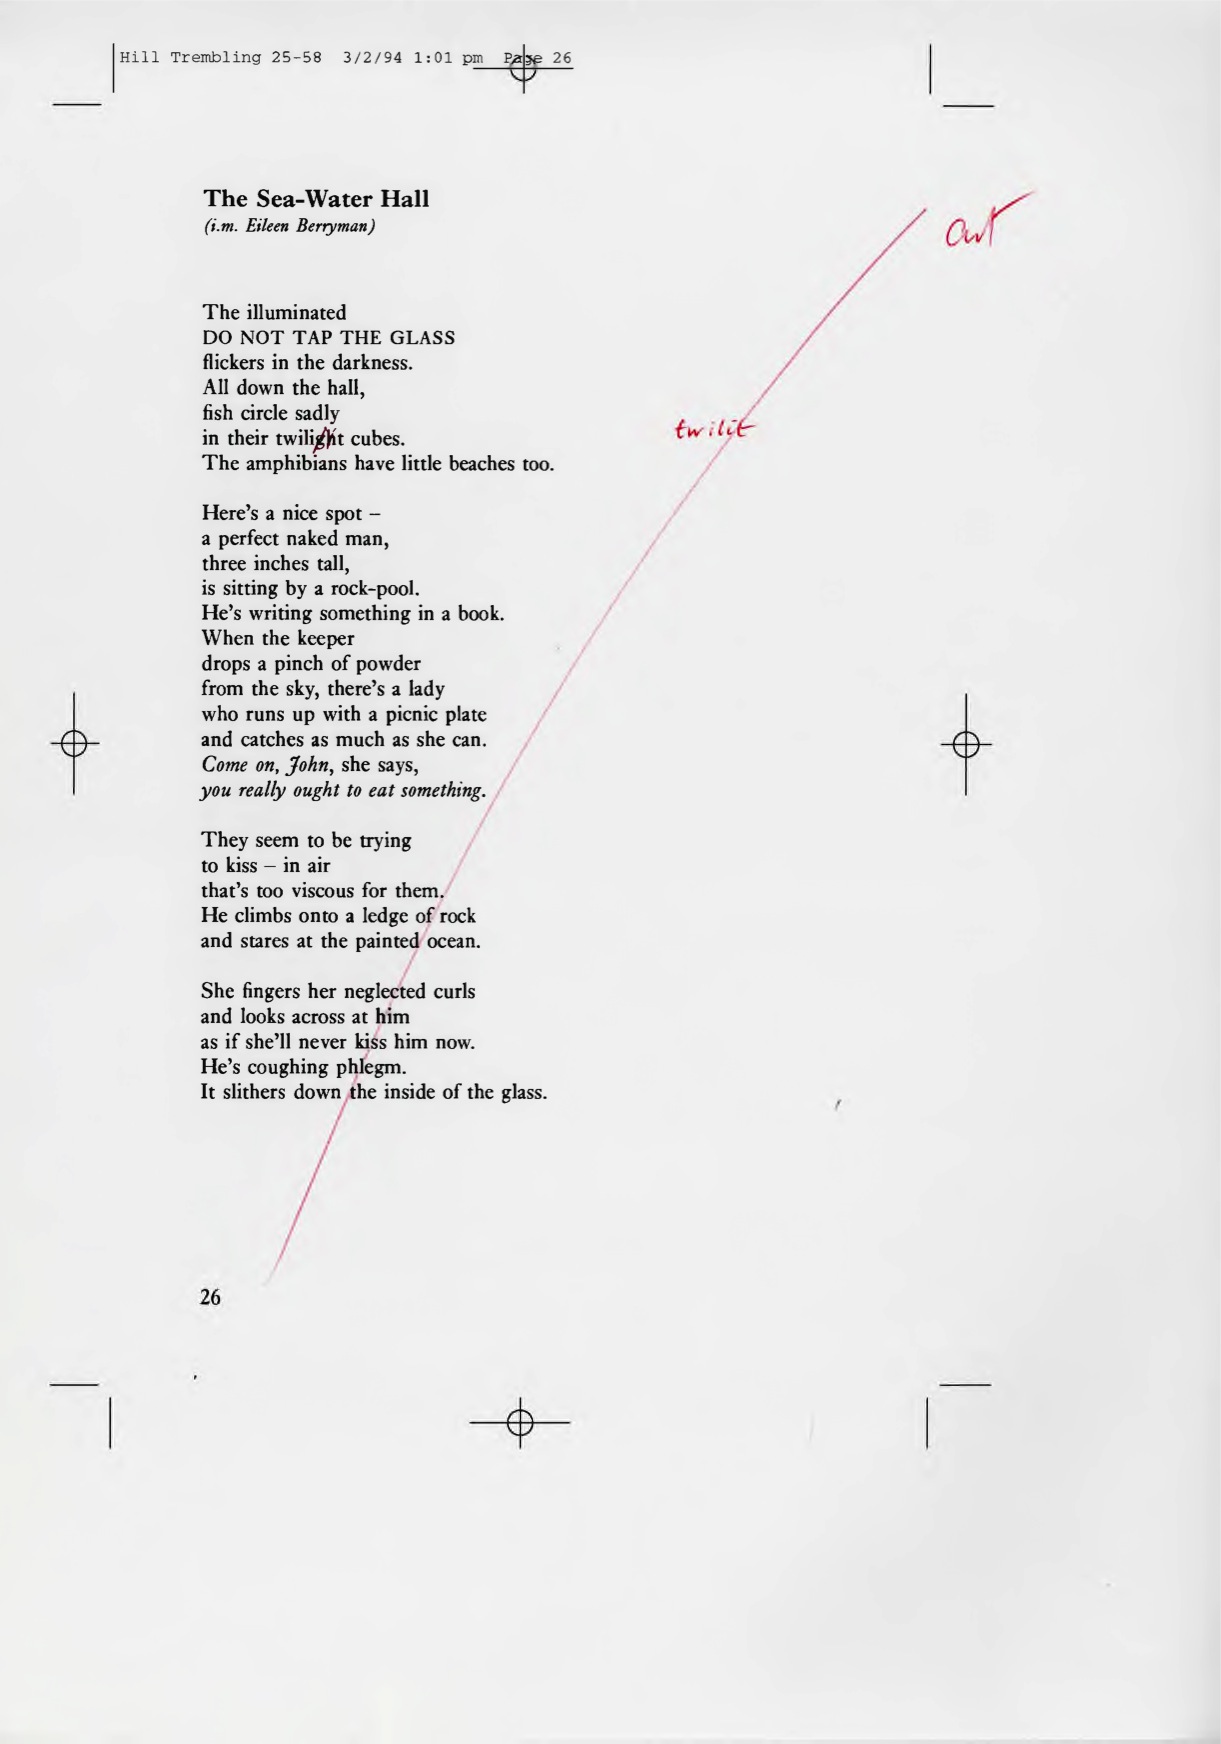 Hill Trembling 25-58 3/2/94 1:01 pm Page 26
The Sea-Water Hall
(i.m. Eileen Berryman)
out
The illuminated
DO NOT TAP THE GLASS
flickers in the darkness.
All down the hall,
fish circle sadly
in their twilight cubes.
twilit
The amphibians have little beaches too.
Here's a nice spot –
a perfect naked man,
three inches tall,
is sitting by a rock-pool.
He's writing something in a book.
When the keeper
drops a pinch of powder
from the sky, there's a lady
who runs up with a picnic plate
and catches as much as she can.
Come on, John, she says,
you really ought to eat something.
They seem to be trying
to kiss – in air
that's too viscous for them.
He climbs onto a ledge of rock
and stares at the painted ocean.
She fingers her neglected curls
and looks across at him
as if she'll never kiss him now.
He's coughing phlegm.
It slithers down the inside of the glass.
26